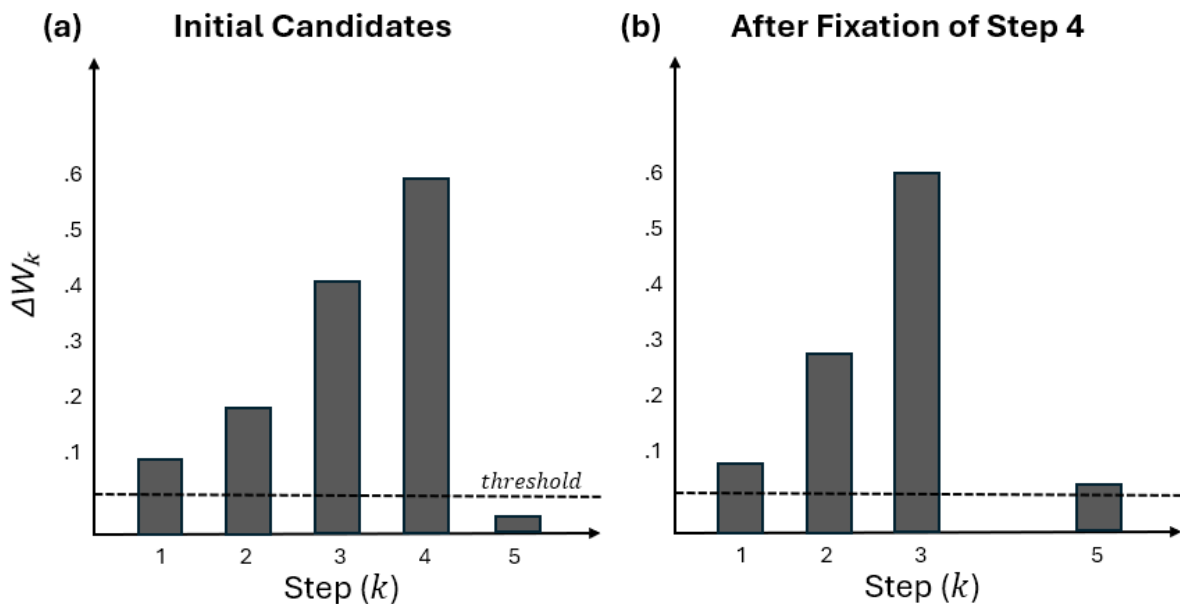 (a) Initial Candidates
.6
.5
.4
.3
.2
.1
ΔW_k
threshold
1 2 3 4 5
Step (k)
(b) After Fixation of Step 4
.6
.5
.4
.3
.2
.1
1 2 3 5
Step (k)